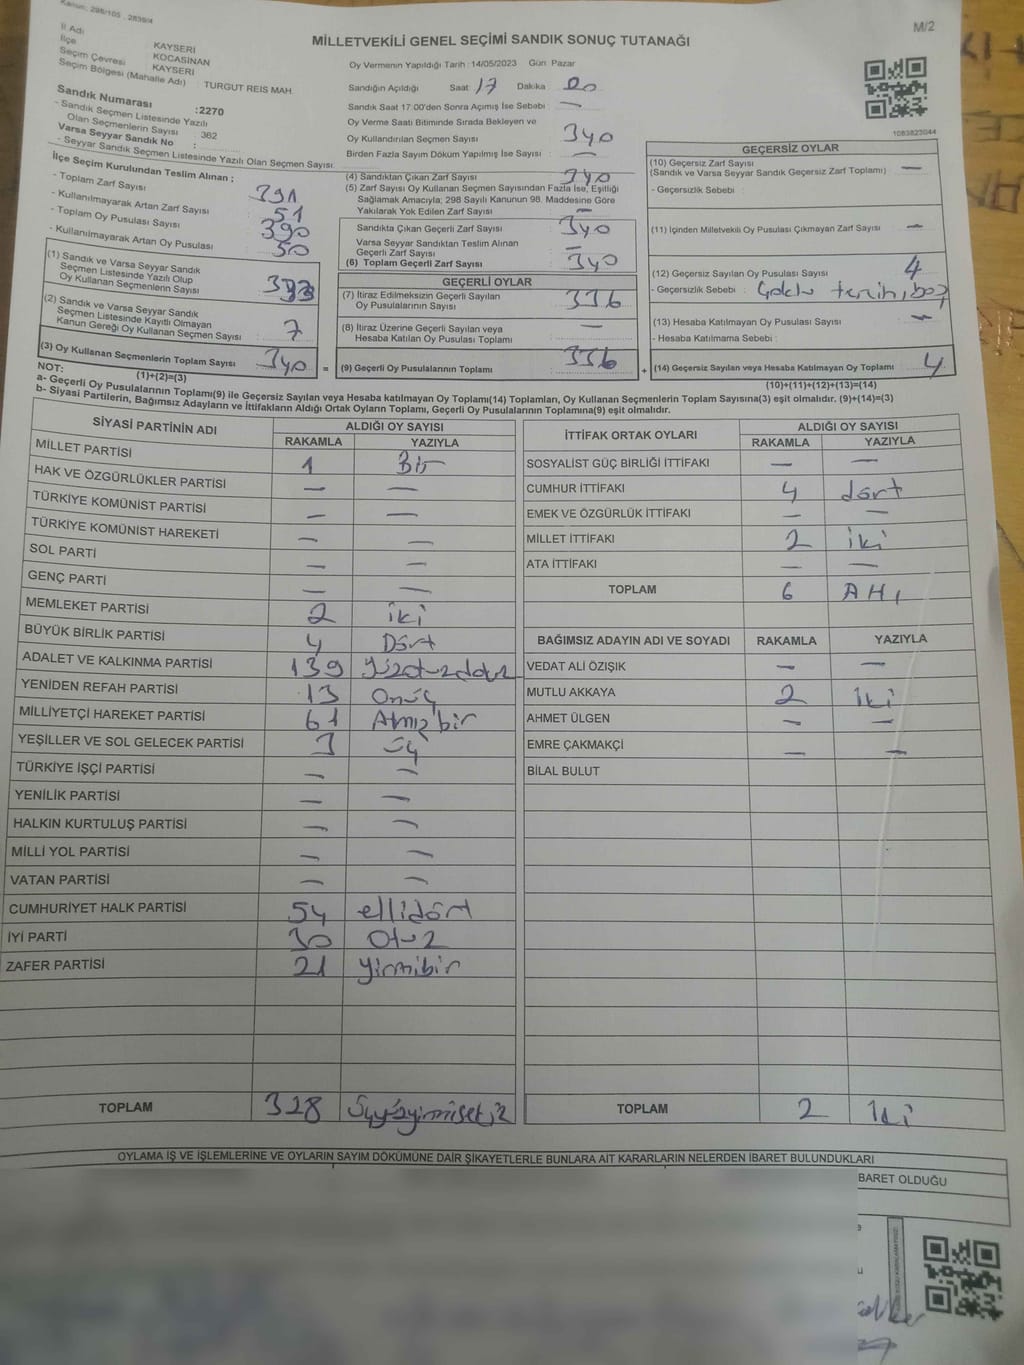 Kanun: 298/105 . 2839/4
M/2
MİLLETVEKİLİ GENEL SEÇİMİ SANDIK SONUÇ TUTANAĞI
İl Adı KAYSERİ
İlçe KOCASİNAN
Seçim Çevresi KAYSERİ
Seçim Bölgesi (Mahalle Adı) TURGUT REIS MAH.
Sandık Numarası :2270
- Sandık Seçmen Listesinde Yazılı
Olan Seçmenlerin Sayısı : 362
Varsa Seyyar Sandık No :
- Seyyar Sandık Seçmen Listesinde Yazılı Olan Seçmen Sayısı:
Oy Vermenin Yapıldığı Tarih : 14/05/2023 Gün Pazar
Sandığın Açıldığı Saat 17 Dakika 00
Sandık Saat 17:00'den Sonra Açımış İse Sebebi —
Oy Verme Saati Bitiminde Sırada Bekleyen ve
Oy Kullandırılan Seçmen Sayısı : 340
Birden Fazla Sayım Döküm Yapılmış İse Sayısı : —
1083823044
İlçe Seçim Kurulundan Teslim Alınan ;
- Toplam Zarf Sayısı 391
- Kullanılmayarak Artan Zarf Sayısı 51
- Toplam Oy Pusulası Sayısı 390
- Kullanılmayarak Artan Oy Pusulası 50
(1) Sandık ve Varsa Seyyar Sandık
Seçmen Listesinde Yazılı Olup
Oy Kullanan Seçmenlerin Sayısı : 333
(2) Sandık ve Varsa Seyyar Sandık
Seçmen Listesinde Kayıtlı Olmayan
Kanun Gereği Oy Kullanan Seçmen Sayısı : 7
(3) Oy Kullanan Seçmenlerin Toplam Sayısı : 340
(1)+(2)=(3)
(4) Sandıktan Çıkan Zarf Sayısı : 340
(5) Zarf Sayısı Oy Kullanan Seçmen Sayısından Fazla İse, Eşitliği
Sağlamak Amacıyla; 298 Sayılı Kanunun 98. Maddesine Göre
Yakılarak Yok Edilen Zarf Sayısı : —
Sandıkta Çıkan Geçerli Zarf Sayısı : 340
Varsa Seyyar Sandıktan Teslim Alınan
Geçerli Zarf Sayısı : —
(6) Toplam Geçerli Zarf Sayısı : 340
GEÇERLİ OYLAR
(7) İtiraz Edilmeksizin Geçerli Sayılan
Oy Pusulalarının Sayısı : 336
(8) İtiraz Üzerine Geçerli Sayılan veya
Hesaba Katılan Oy Pusulası Toplamı : —
= (9) Geçerli Oy Pusulalarının Toplamı : 336
GEÇERSİZ OYLAR
(10) Geçersiz Zarf Sayısı
(Sandık ve Varsa Seyyar Sandık Geçersiz Zarf Toplamı) : —
- Geçersizlik Sebebi :
(11) İçinden Milletvekili Oy Pusulası Çıkmayan Zarf Sayısı : —
(12) Geçersiz Sayılan Oy Pusulası Sayısı : 4
- Geçersizlik Sebebi : tercih, boş
(13) Hesaba Katılmayan Oy Pusulası Sayısı : —
- Hesaba Katılmama Sebebi :
+ (14) Geçersiz Sayılan veya Hesaba Katılmayan Oy Toplamı : 4
(10)+(11)+(12)+(13)=(14)
NOT:
a- Geçerli Oy Pusulalarının Toplamı(9) ile Geçersiz Sayılan veya Hesaba katılmayan Oy Toplamı(14) Toplamları, Oy Kullanan Seçmenlerin Toplam Sayısına(3) eşit olmalıdır. (9)+(14)=(3)
b- Siyasi Partilerin, Bağımsız Adayların ve İttifakların Aldığı Ortak Oyların Toplamı, Geçerli Oy Pusulalarının Toplamına(9) eşit olmalıdır.
SİYASİ PARTİNİN ADI ALDIĞI OY SAYISI
RAKAMLA YAZIYLA
MİLLET PARTİSİ 1 Bir
HAK VE ÖZGÜRLÜKLER PARTİSİ — —
TÜRKİYE KOMÜNİST PARTİSİ — —
TÜRKİYE KOMÜNİST HAREKETİ — —
SOL PARTİ — —
GENÇ PARTİ — —
MEMLEKET PARTİSİ 2 iki
BÜYÜK BİRLİK PARTİSİ 4 Dört
ADALET VE KALKINMA PARTİSİ 139 Yüzotuzdokuz
YENİDEN REFAH PARTİSİ 13 Onüç
MİLLİYETÇİ HAREKET PARTİSİ 61 Atmış bir
YEŞİLLER VE SOL GELECEK PARTİSİ 3 üç
TÜRKİYE İŞÇİ PARTİSİ — —
YENİLİK PARTİSİ — —
HALKIN KURTULUŞ PARTİSİ — —
MİLLİ YOL PARTİSİ — —
VATAN PARTİSİ — —
CUMHURİYET HALK PARTİSİ 54 ellidört
İYİ PARTİ 30 Otuz
ZAFER PARTİSİ 21 Yirmibir
TOPLAM 328 Üçyüzyirmisekiz
İTTİFAK ORTAK OYLARI ALDIĞI OY SAYISI
RAKAMLA YAZIYLA
SOSYALİST GÜÇ BİRLİĞİ İTTİFAKI — —
CUMHUR İTTİFAKI 4 dört
EMEK VE ÖZGÜRLÜK İTTİFAKI — —
MİLLET İTTİFAKI 2 iki
ATA İTTİFAKI — —
TOPLAM 6 Altı
BAĞIMSIZ ADAYIN ADI VE SOYADI RAKAMLA YAZIYLA
VEDAT ALİ ÖZIŞIK — —
MUTLU AKKAYA 2 iki
AHMET ÜLGEN — —
EMRE ÇAKMAKÇİ — —
BİLAL BULUT
TOPLAM 2 İki
OYLAMA İŞ VE İŞLEMLERİNE VE OYLARIN SAYIM DÖKÜMÜNE DAİR ŞİKAYETLERLE BUNLARA AİT KARARLARIN NELERDEN İBARET BULUNDUKLARI
BARET OLDUĞU